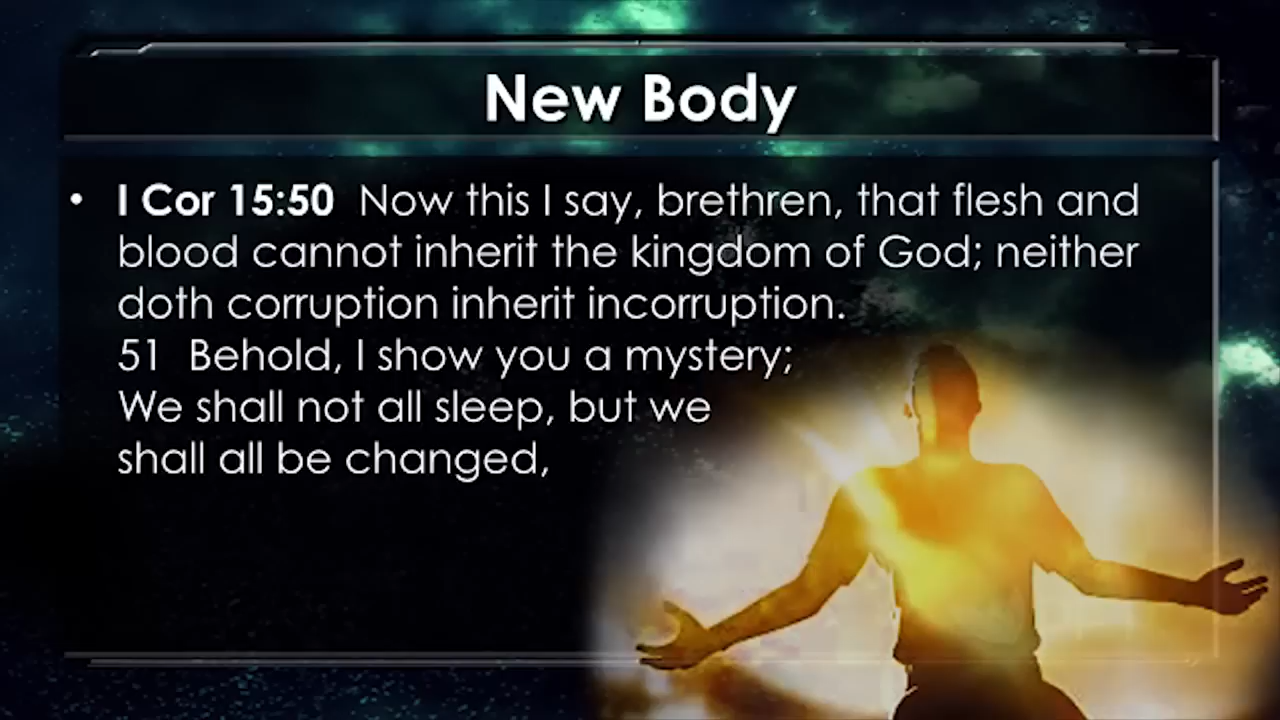 New Body
• I Cor 15:50 Now this I say, brethren, that flesh and
blood cannot inherit the kingdom of God; neither
doth corruption inherit incorruption.
51 Behold, I show you a mystery;
We shall not all sleep, but we
shall all be changed,